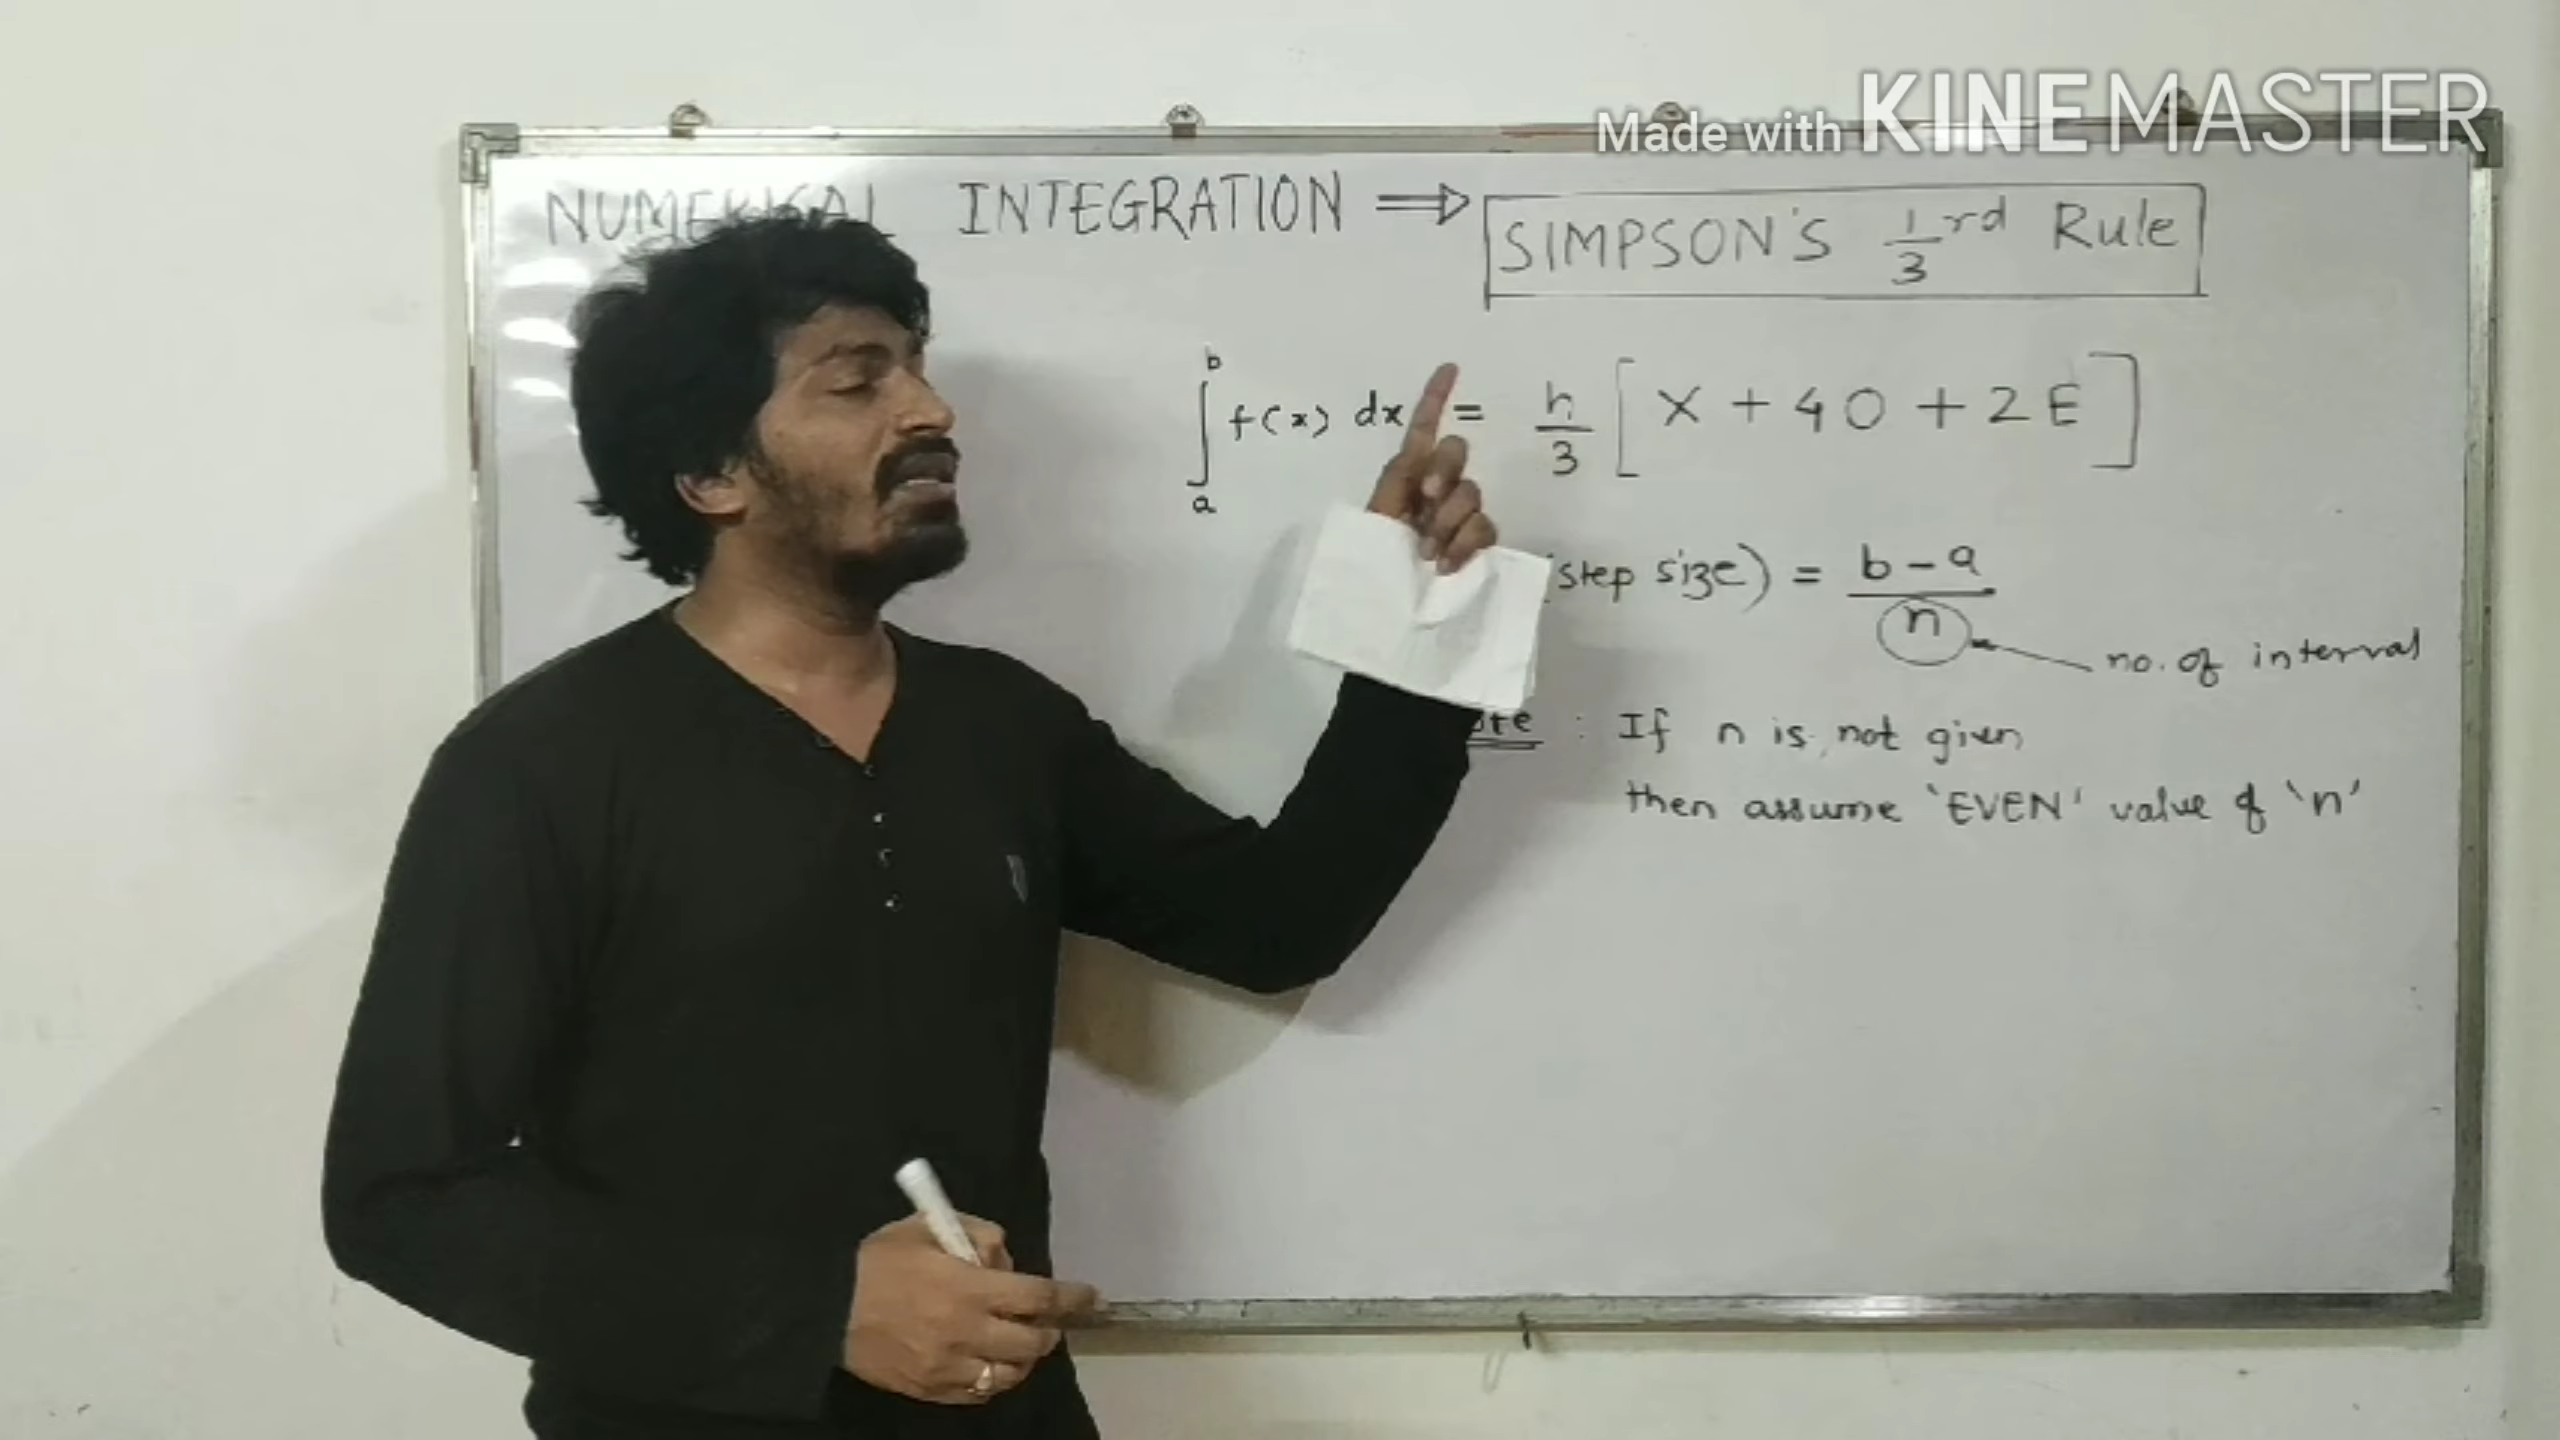 Made with KINEMASTER
NUMERICAL INTEGRATION ⇒ SIMPSON'S 1/3 rd Rule
∫ₐᵇ f(x) dx = h/3 [X + 4O + 2E]
(step size) = b-a/n
no. of interval
: If n is not given
then assume 'EVEN' value of 'n'